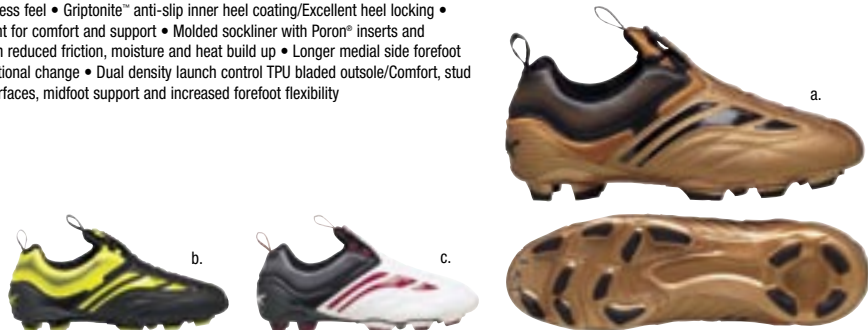 ess feel • Griptonite™ anti-slip inner heel coating/Excellent heel locking •
nt for comfort and support • Molded sockliner with Poron® inserts and
n reduced friction, moisture and heat build up • Longer medial side forefoot
tional change • Dual density launch control TPU bladed outsole/Comfort, stud
rfaces, midfoot support and increased forefoot flexibility
a.
b.
c.